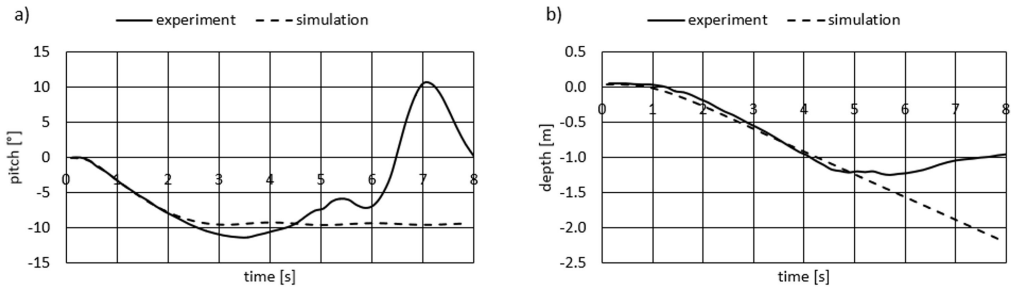 a)
experiment
simulation
15
10
5
0
-5
-10
-15
pitch [°]
0 1 2 3 4 5 6 7 8
time [s]
b)
experiment
simulation
0.5
0.0
-0.5
-1.0
-1.5
-2.0
-2.5
depth [m]
0 1 2 3 4 5 6 7 8
time [s]